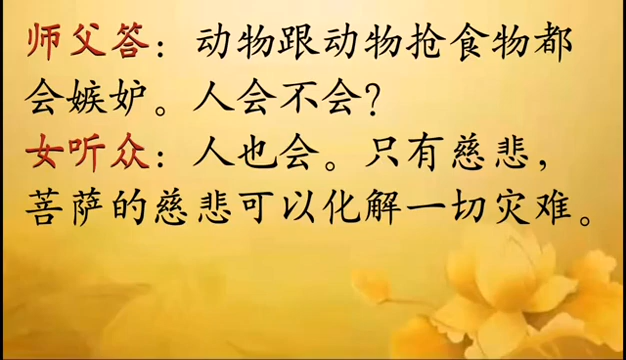 师父答：动物跟动物抢食物都
会嫉妒。人会不会？
女听众：人也会。只有慈悲，
菩萨的慈悲可以化解一切灾难。